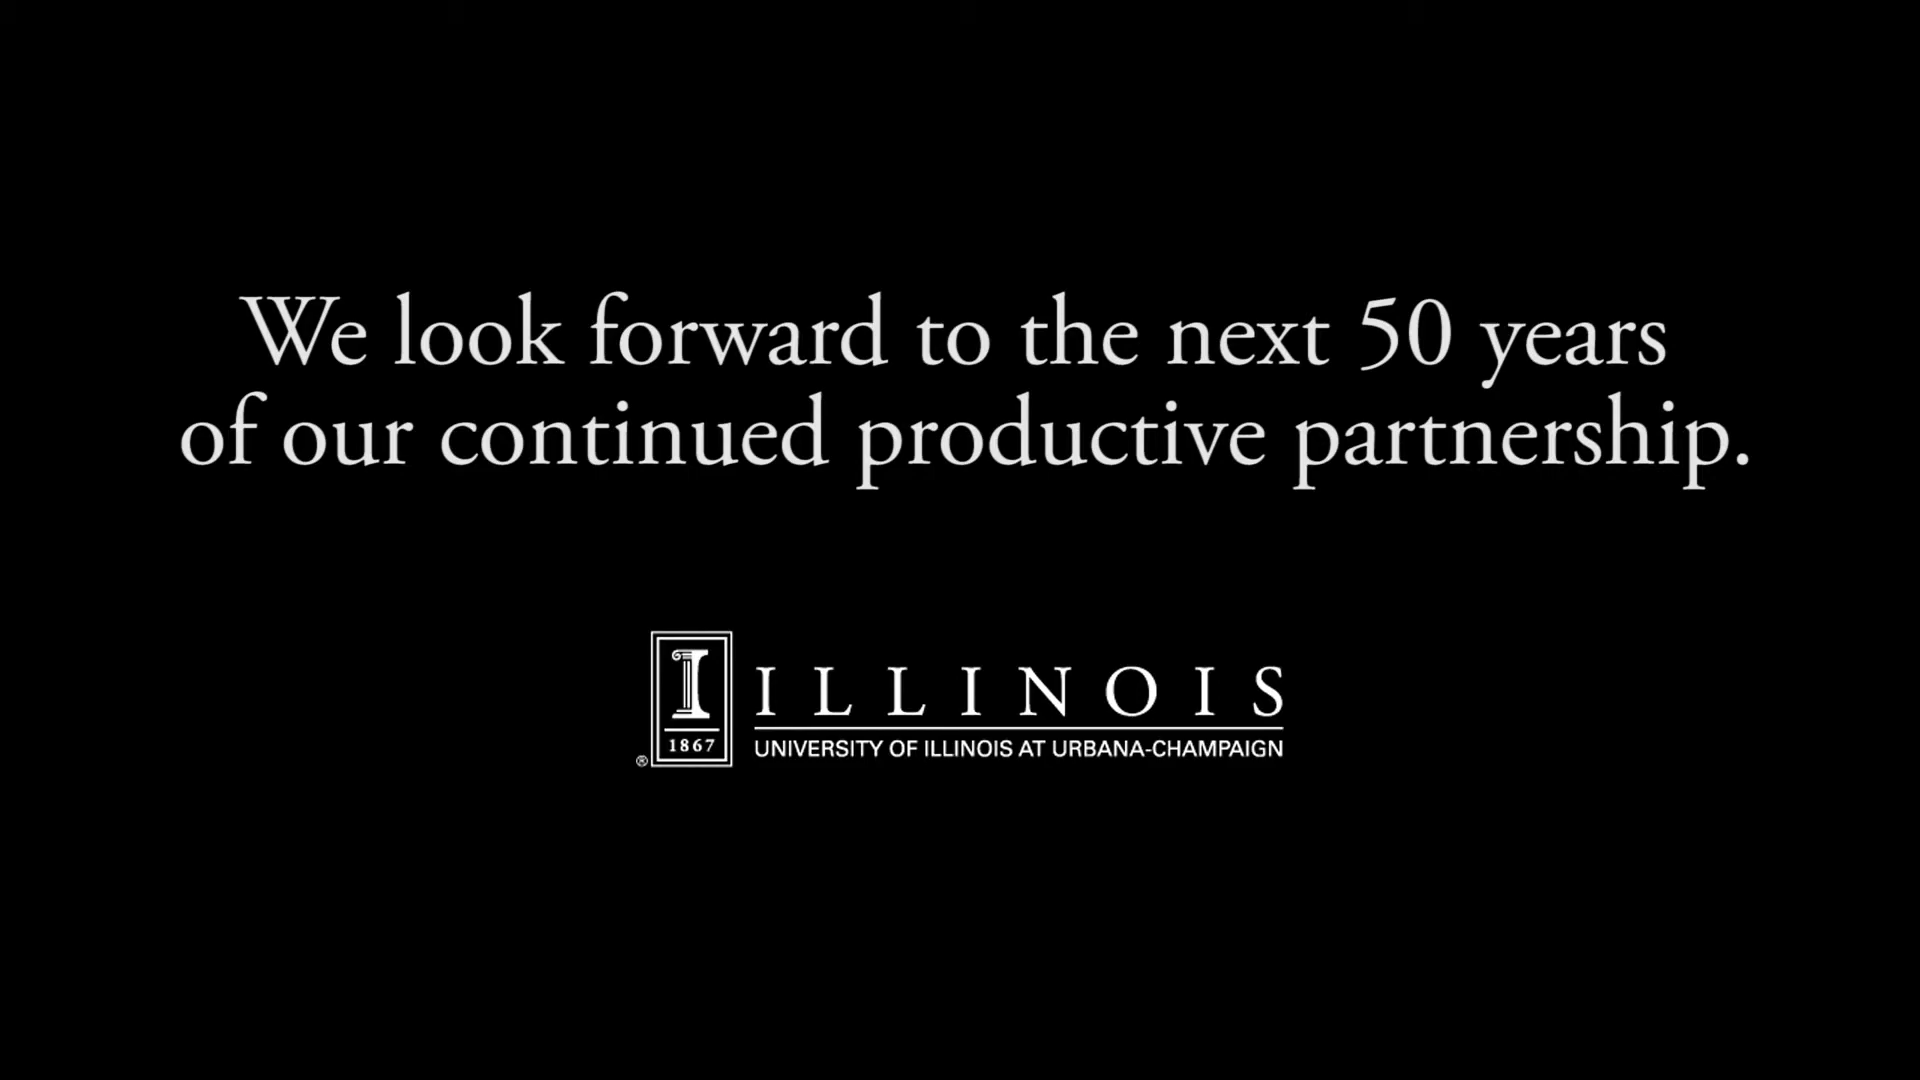 We look forward to the next 50 years
of our continued productive partnership.
I
1867
®
ILLINOIS
UNIVERSITY OF ILLINOIS AT URBANA-CHAMPAIGN